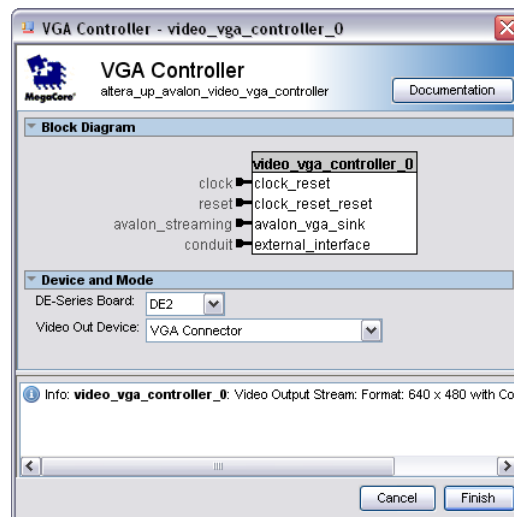 VGA Controller - video_vga_controller_0
VGA Controller
altera_up_avalon_video_vga_controller
MegaCore®
Documentation
Block Diagram
video_vga_controller_0
clock clock_reset
reset clock_reset_reset
avalon_streaming avalon_vga_sink
conduit external_interface
Device and Mode
DE-Series Board: DE2
Video Out Device: VGA Connector
Info: video_vga_controller_0: Video Output Stream: Format: 640 x 480 with Co
Cancel Finish